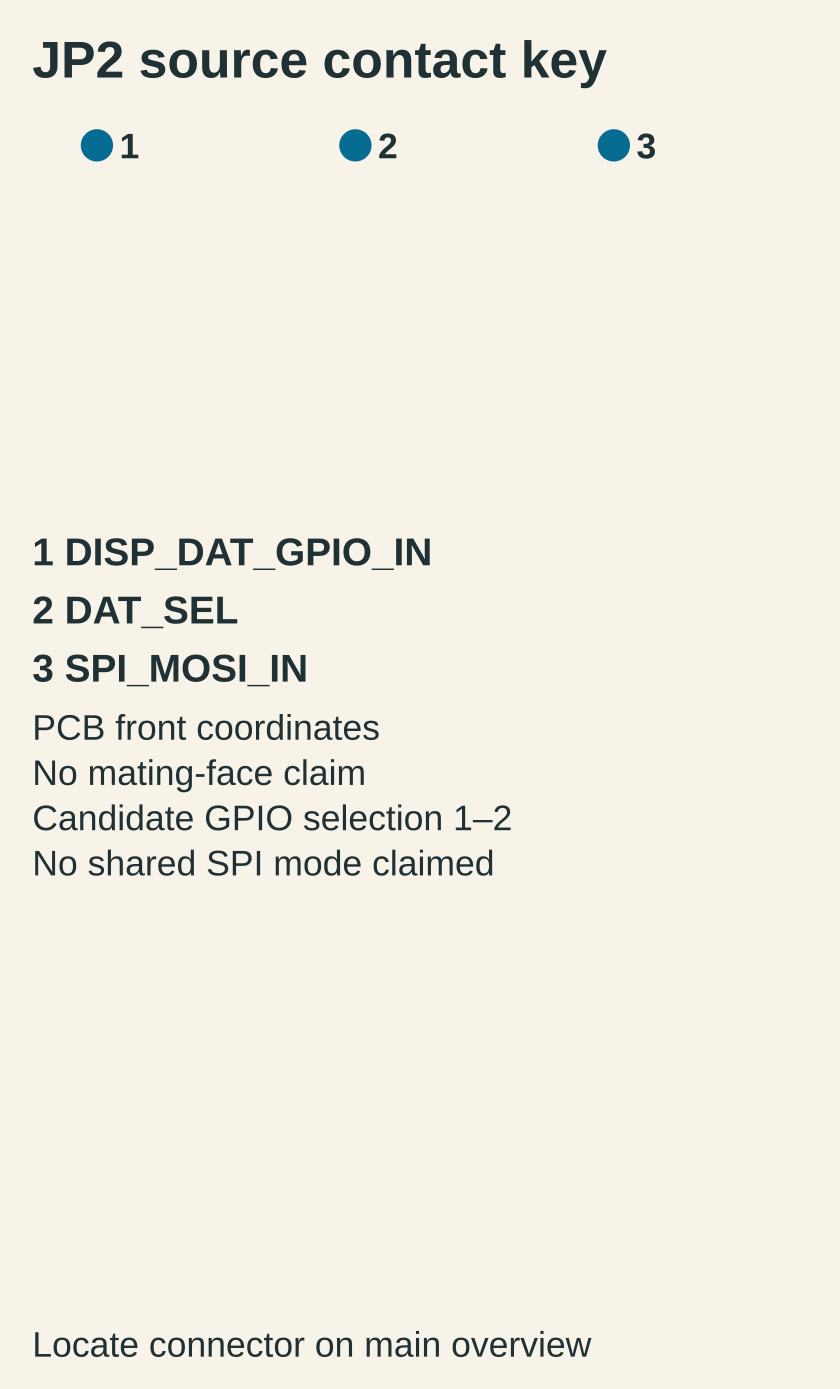 JP2 source contact key
1 2 3
1 DISP_DAT_GPIO_IN
2 DAT_SEL
3 SPI_MOSI_IN
PCB front coordinates
No mating-face claim
Candidate GPIO selection 1–2
No shared SPI mode claimed
Locate connector on main overview